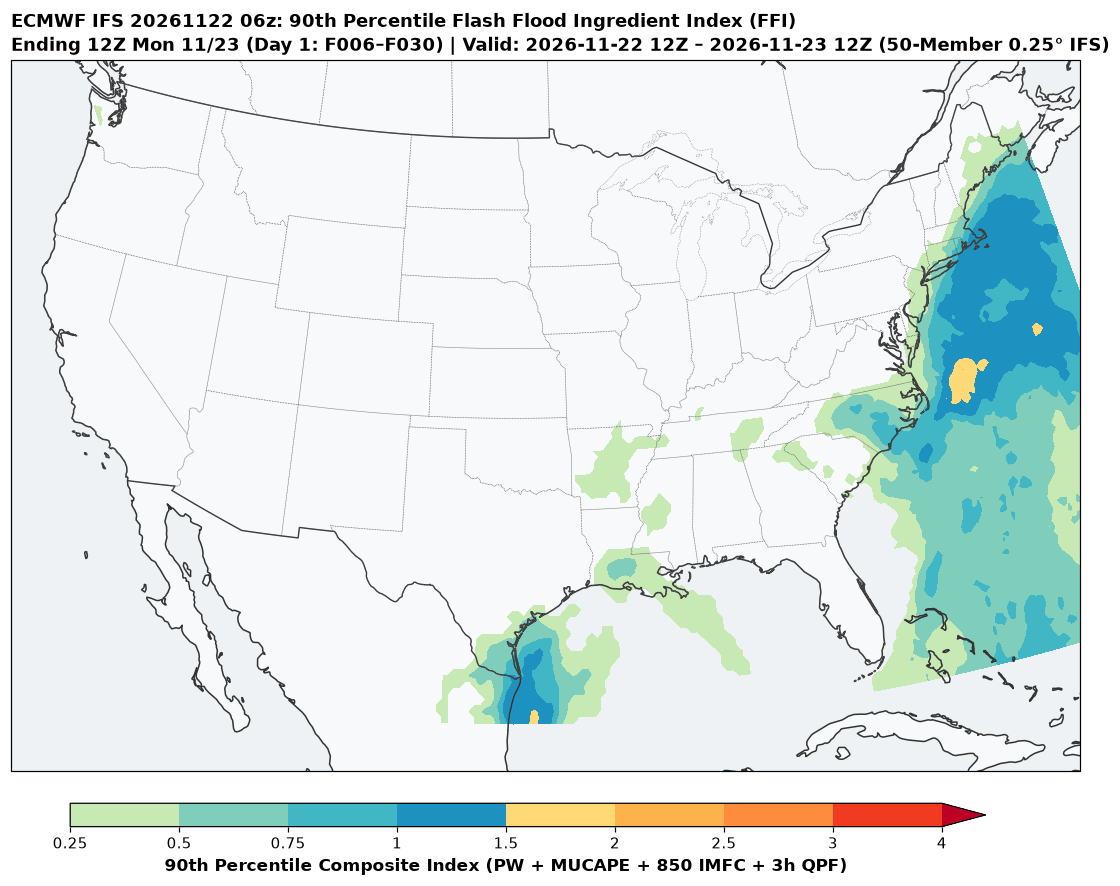 ECMWF IFS 20261122 06z: 90th Percentile Flash Flood Ingredient Index (FFI)
Ending 12Z Mon 11/23 (Day 1: F006–F030) | Valid: 2026-11-22 12Z – 2026-11-23 12Z (50-Member 0.25° IFS)
0.25 0.5 0.75 1 1.5 2 2.5 3 4
90th Percentile Composite Index (PW + MUCAPE + 850 IMFC + 3h QPF)